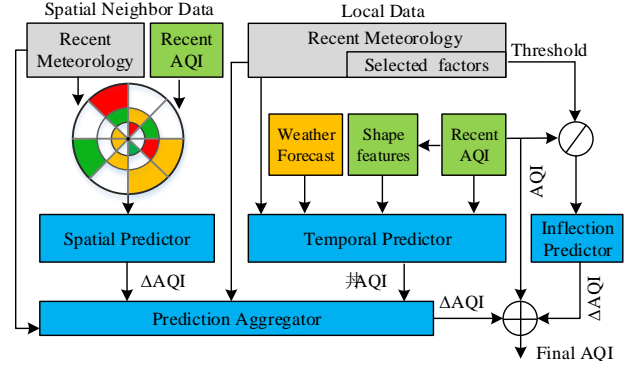 Spatial Neighbor Data
Local Data
Recent
Meteorology
Recent
AQI
Recent Meteorology
Selected factors
Threshold
Weather
Forecast
Shape
features
Recent
AQI
AQI
Spatial Predictor
Temporal Predictor
Inflection
Predictor
ΔAQI
AQI
ΔAQI
ΔAQI
Prediction Aggregator
Final AQI